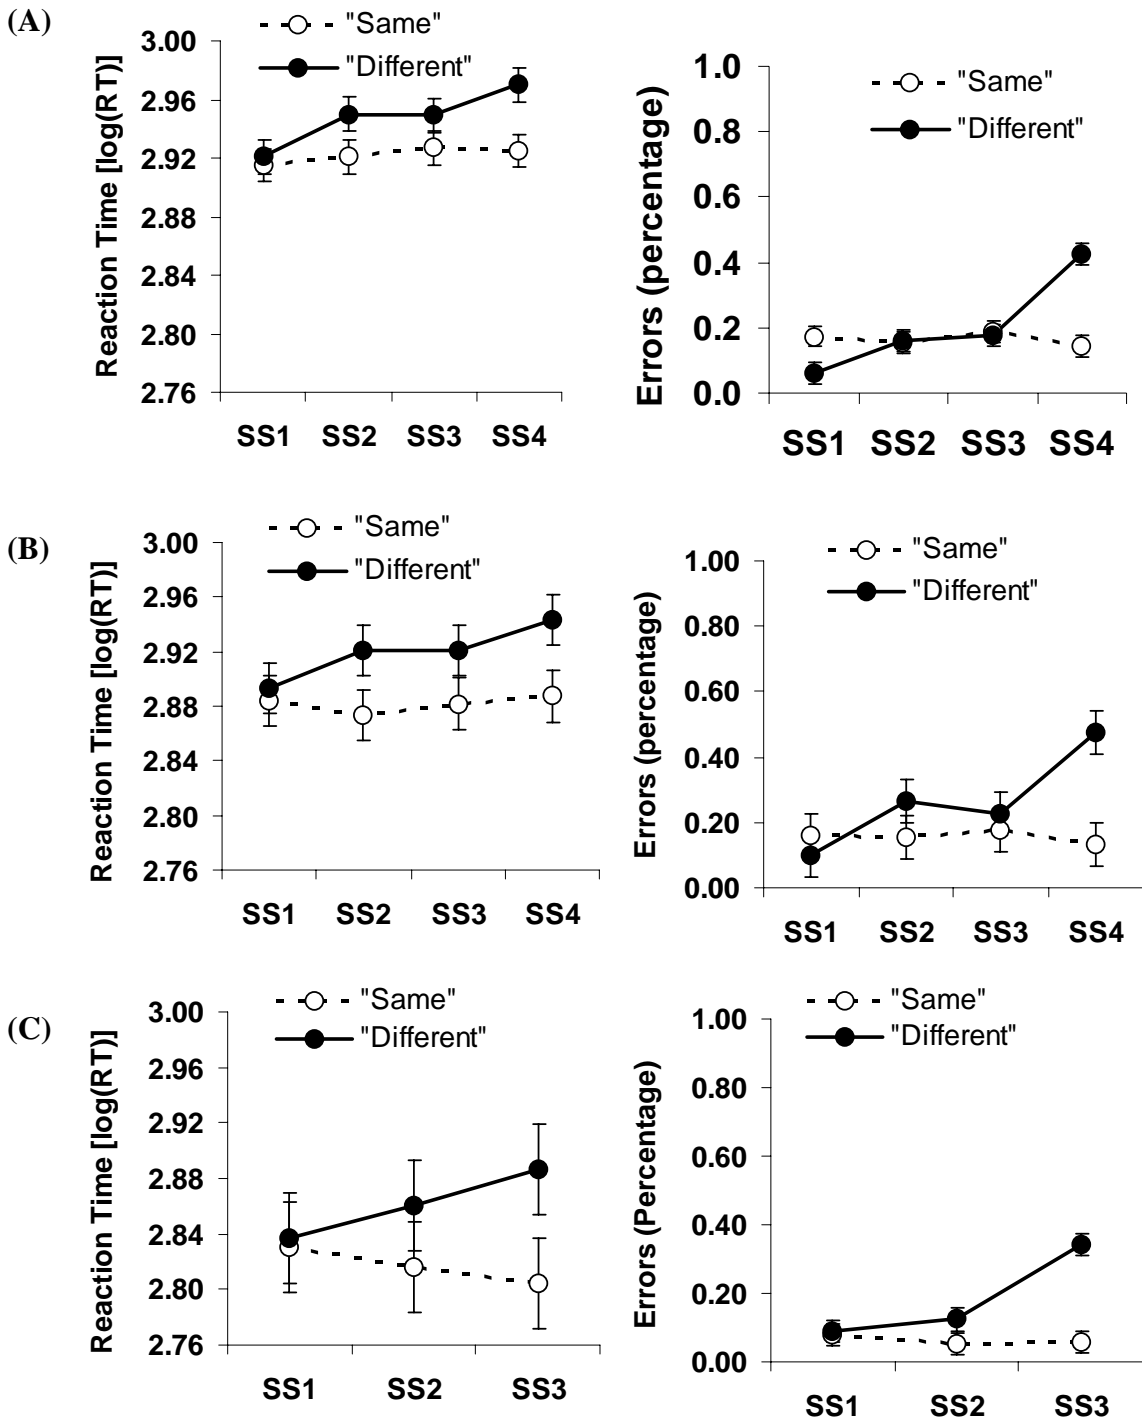 (A)
"Same"
"Different"
Reaction Time [log(RT)]
3.00
2.96
2.92
2.88
2.84
2.80
2.76
SS1 SS2 SS3 SS4
"Same"
"Different"
Errors (percentage)
1.0
0.8
0.6
0.4
0.2
0.0
SS1 SS2 SS3 SS4
(B)
"Same"
"Different"
Reaction Time [log(RT)]
3.00
2.96
2.92
2.88
2.84
2.80
2.76
SS1 SS2 SS3 SS4
"Same"
"Different"
Errors (percentage)
1.00
0.80
0.60
0.40
0.20
0.00
SS1 SS2 SS3 SS4
(C)
"Same"
"Different"
Reaction Time [log(RT)]
3.00
2.96
2.92
2.88
2.84
2.80
2.76
SS1 SS2 SS3
"Same"
"Different"
Errors (Percentage)
1.00
0.80
0.60
0.40
0.20
0.00
SS1 SS2 SS3